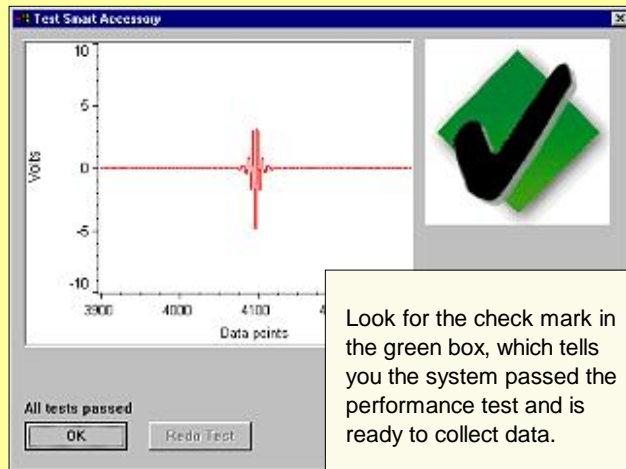 Test Smart Accessory
10
5
0
-5
-10
Volts
3900
4000
4100
Data points
Look for the check mark in
the green box, which tells
you the system passed the
performance test and is
ready to collect data.
All tests passed
OK
Redo Test